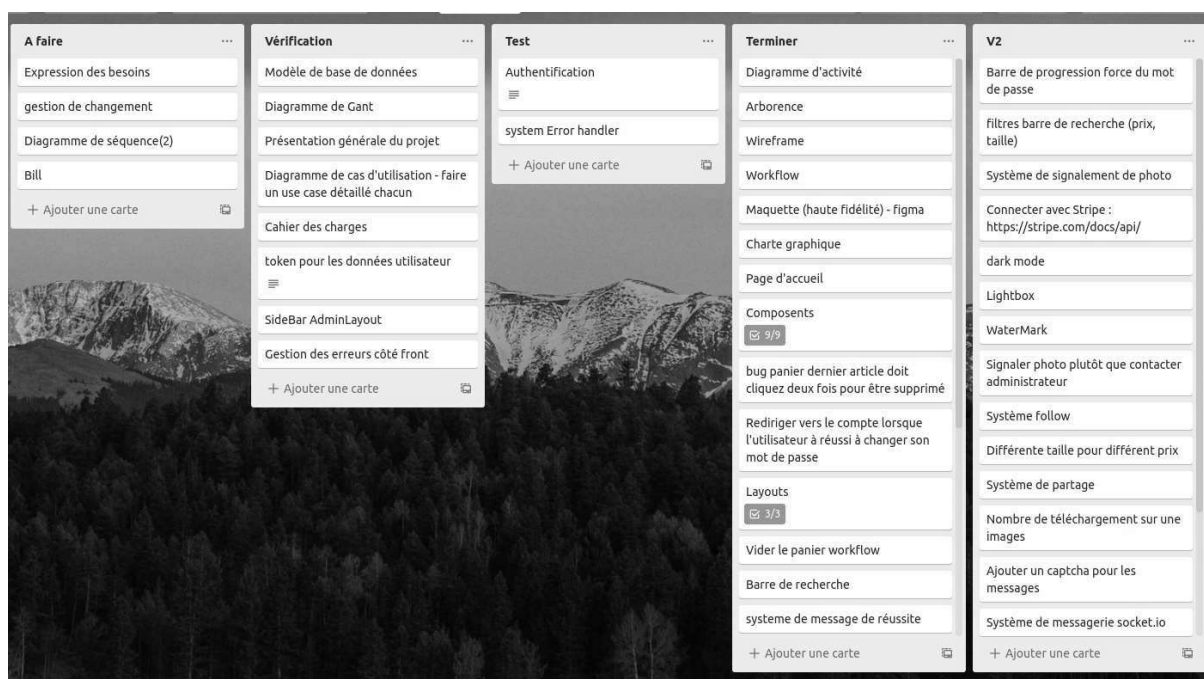 A faire
Expression des besoins
gestion de changement
Diagramme de séquence(2)
Bill
+ Ajouter une carte
Vérification
Modèle de base de données
Diagramme de Gant
Présentation générale du projet
Diagramme de cas d'utilisation - faire
un use case détaillé chacun
Cahier des charges
token pour les données utilisateur
SideBar AdminLayout
Gestion des erreurs côté front
+ Ajouter une carte
Test
Authentification
system Error handler
+ Ajouter une carte
Terminer
Diagramme d'activité
Arborence
Wireframe
Workflow
Maquette (haute fidélité) - figma
Charte graphique
Page d'accueil
Composents
9/9
bug panier dernier article doit
cliquez deux fois pour être supprimé
Rediriger vers le compte lorsque
l'utilisateur à réussi à changer son
mot de passe
Layouts
3/3
Vider le panier workflow
Barre de recherche
systeme de message de réussite
+ Ajouter une carte
V2
Barre de progression force du mot
de passe
filtres barre de recherche (prix,
taille)
Système de signalement de photo
Connecter avec Stripe :
https://stripe.com/docs/api/
dark mode
Lightbox
WaterMark
Signaler photo plutôt que contacter
administrateur
Système follow
Différente taille pour différent prix
Système de partage
Nombre de téléchargement sur une
images
Ajouter un captcha pour les
messages
Système de messagerie socket.io
+ Ajouter une carte